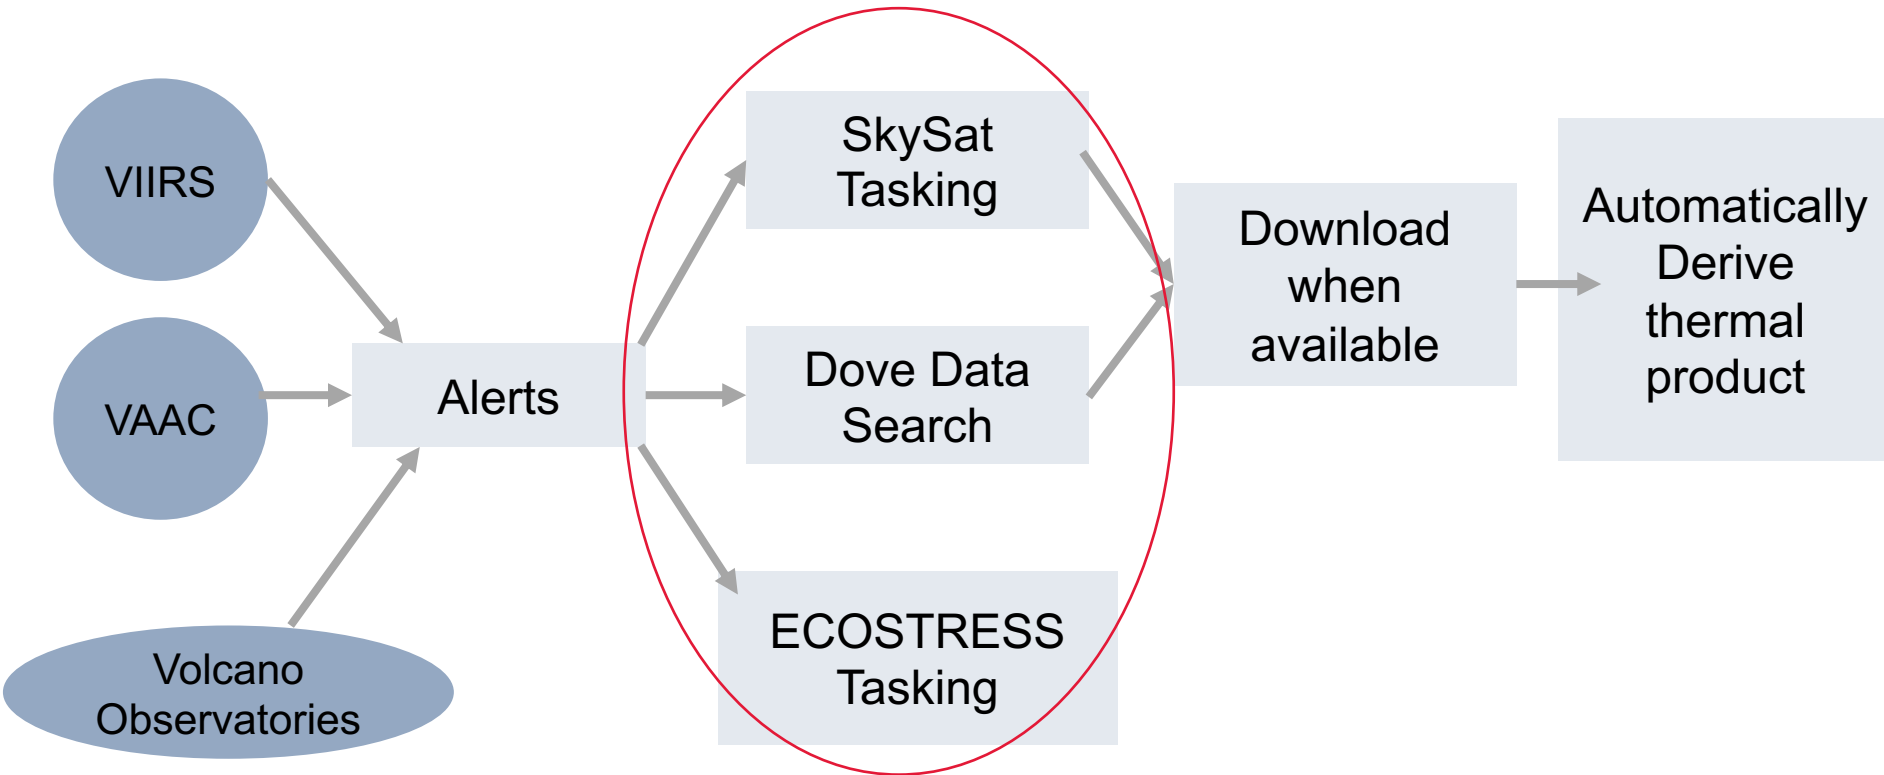 VIIRS
VAAC
Volcano
Observatories
Alerts
SkySat
Tasking
Dove Data
Search
ECOSTRESS
Tasking
Download
when
available
Automatically
Derive
thermal
product